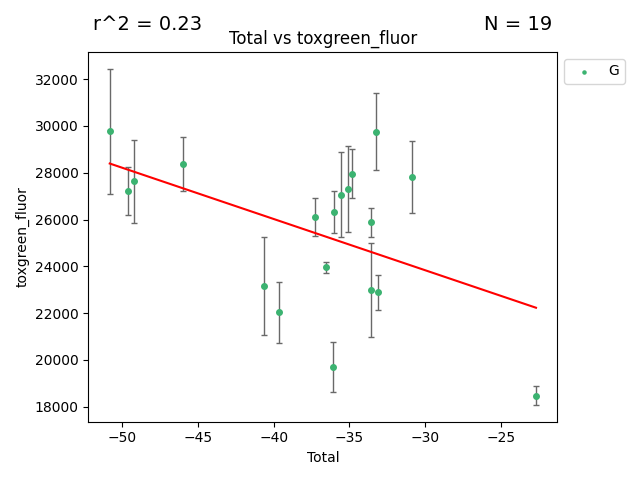 r^2 = 0.23
N = 19
Total vs toxgreen_fluor
G
32000
30000
28000
26000
24000
22000
20000
18000
toxgreen_fluor
−50
−45
−40
−35
−30
−25
Total